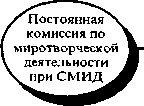 Постоянная
комиссия по
миротворческой
деятельности
при СМИД